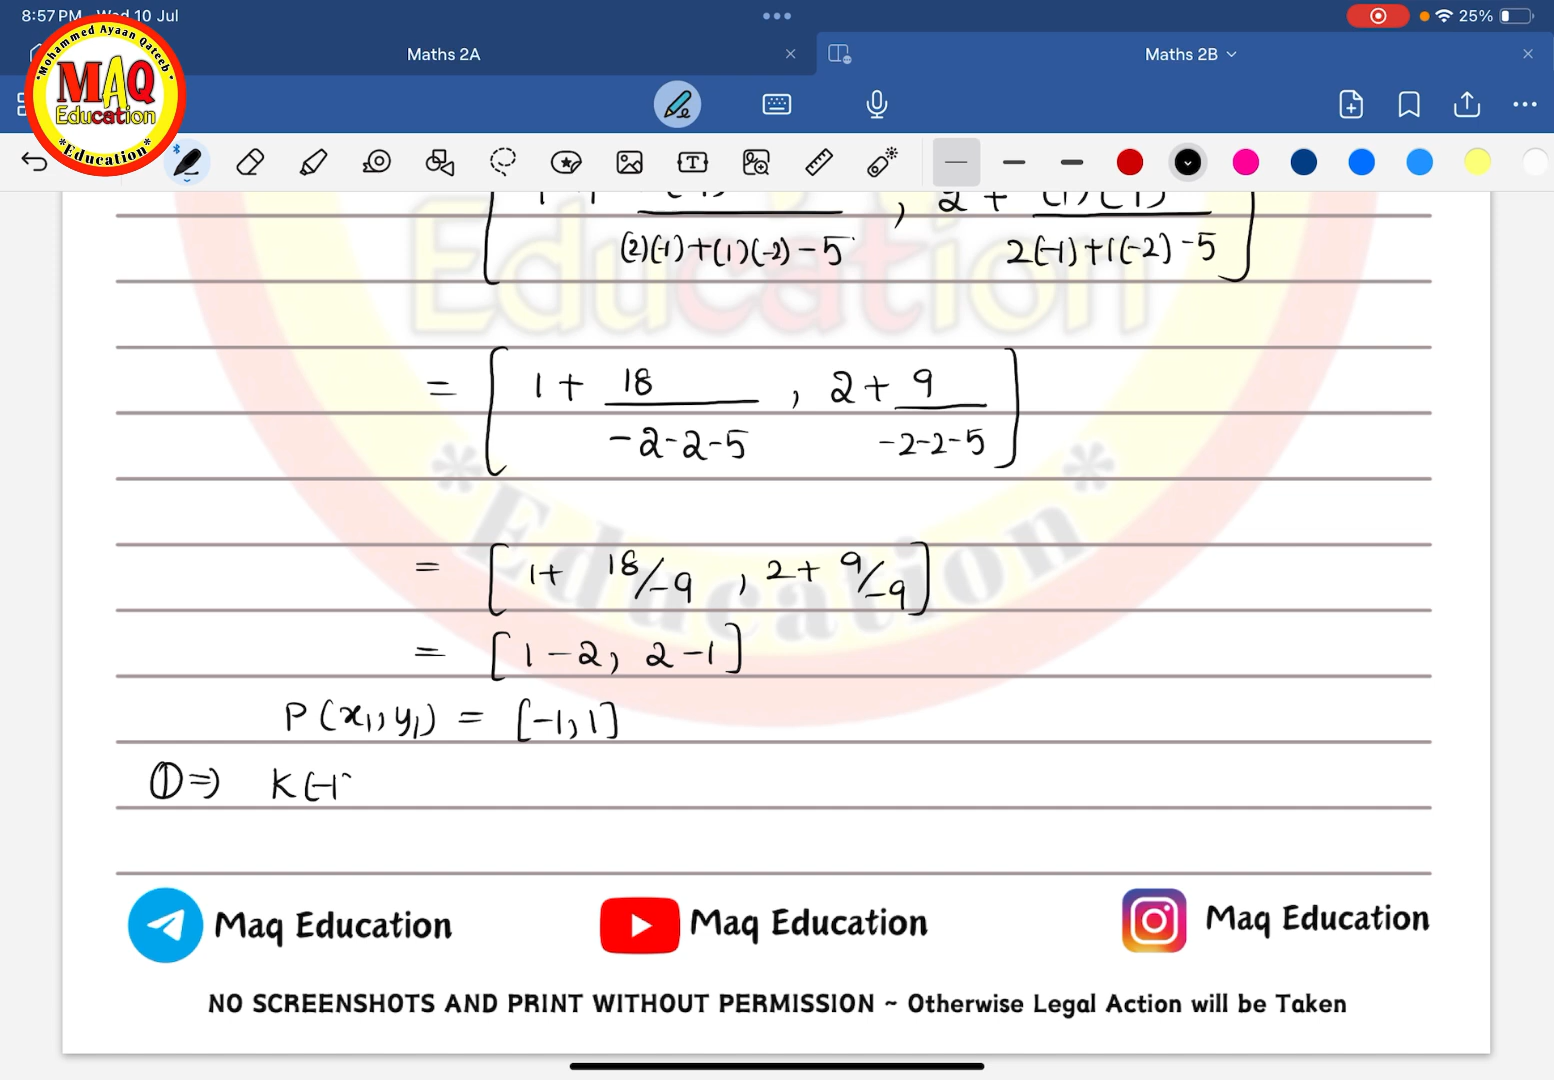 8:57 PM Wed 10 Jul
25%
Maths 2A
Maths 2B
*Mohammed Ayaan Qateeb*
MAQ
Education
*Education*
(2)(-1)+(1)(-2)-5 , 2 + 2(-1)+1(-2)-5
= [ 1 + 18/-2-2-5 , 2 + 9/-2-2-5 ]
= [ 1+ 18/-9 , 2+ 9/-9 ]
= [ 1-2, 2-1 ]
P(x₁, y₁) = [-1, 1]
① ⇒ K(-1
Education
*Education*
Maq Education
Maq Education
Maq Education
NO SCREENSHOTS AND PRINT WITHOUT PERMISSION ~ Otherwise Legal Action will be Taken